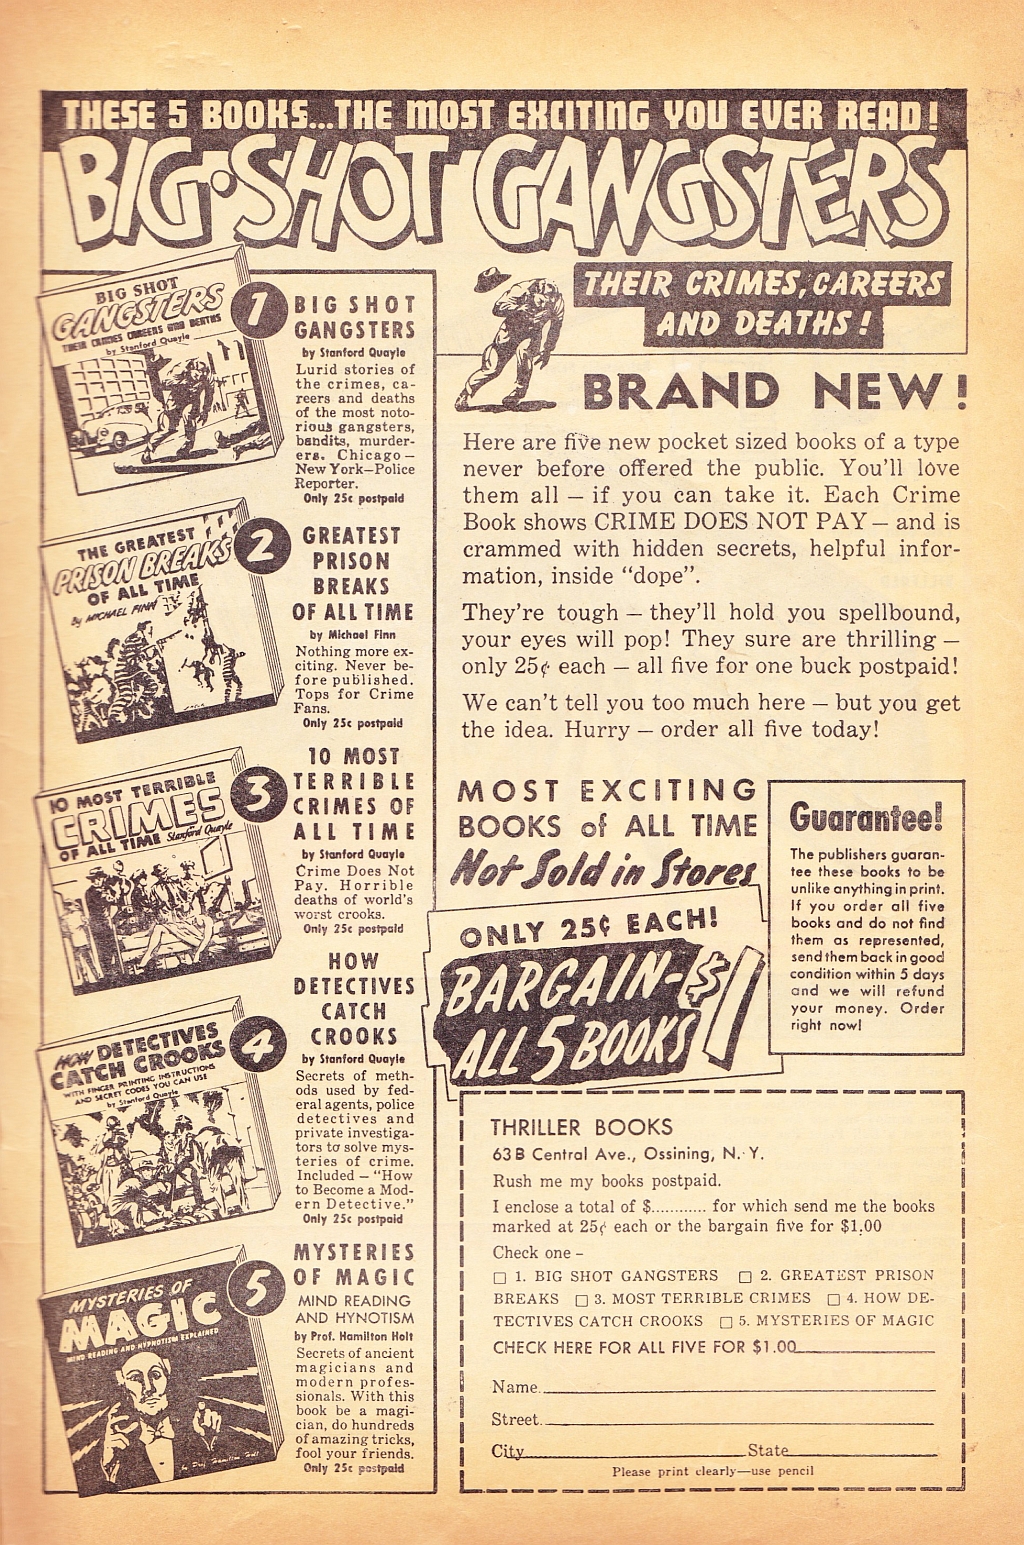 THESE 5 BOOKS...THE MOST EXCITING YOU EVER READ!
BIG-SHOT GANGSTERS
THEIR CRIMES, CAREERS
AND DEATHS!
BIG SHOT
GANGSTERS
THEIR CRIMES CAREERS AND DEATHS
by Stanford Quayle
1
BIG SHOT
GANGSTERS
by Stanford Quayle
Lurid stories of
the crimes, ca-
reers and deaths
of the most noto-
rious gangsters,
bandits, murder-
ers. Chicago—
New York—Police
Reporter.
Only 25c postpaid
THE GREATEST
PRISON BREAKS
OF ALL TIME
By MICHAEL FINN
2
GREATEST
PRISON
BREAKS
OF ALL TIME
by Michael Finn
Nothing more ex-
citing. Never be-
fore published.
Tops for Crime
Fans.
Only 25c postpaid
10 MOST TERRIBLE
CRIMES
OF ALL TIME Stanford Quayle
3
10 MOST
TERRIBLE
CRIMES OF
ALL TIME
by Stanford Quayle
Crime Does Not
Pay. Horrible
deaths of world's
worst crooks.
Only 25c postpaid
HOW DETECTIVES
CATCH CROOKS
WITH FINGER PRINTING INSTRUCTIONS
AND SECRET CODES YOU CAN USE
by Stanford Quayle
4
HOW
DETECTIVES
CATCH
CROOKS
by Stanford Quayle
Secrets of meth-
ods used by fed-
eral agents, police
detectives and
private investiga-
tors to solve mys-
teries of crime.
Included — "How
to Become a Mod-
ern Detective."
Only 25c postpaid
MYSTERIES OF
MAGIC
MIND READING AND HYPNOTISM EXPLAINED
by Prof. Hamilton Holt
5
MYSTERIES
OF MAGIC
MIND READING
AND HYNOTISM
by Prof. Hamilton Holt
Secrets of ancient
magicians and
modern profes-
sionals. With this
book be a magi-
cian, do hundreds
of amazing tricks,
fool your friends.
Only 25c postpaid
BRAND NEW!
Here are five new pocket sized books of a type
never before offered the public. You'll love
them all — if you can take it. Each Crime
Book shows CRIME DOES NOT PAY — and is
crammed with hidden secrets, helpful infor-
mation, inside "dope".
They're tough — they'll hold you spellbound,
your eyes will pop! They sure are thrilling —
only 25¢ each — all five for one buck postpaid!
We can't tell you too much here — but you get
the idea. Hurry — order all five today!
MOST EXCITING
BOOKS of ALL TIME
Not Sold in Stores
ONLY 25¢ EACH!
BARGAIN-$1
ALL 5 BOOKS
Guarantee!
The publishers guaran-
tee these books to be
unlike anything in print.
If you order all five
books and do not find
them as represented,
send them back in good
condition within 5 days
and we will refund
your money. Order
right now!
THRILLER BOOKS
63B Central Ave., Ossining, N. Y.
Rush me my books postpaid.
I enclose a total of $............ for which send me the books
marked at 25¢ each or the bargain five for $1.00
Check one —
☐ 1. BIG SHOT GANGSTERS ☐ 2. GREATEST PRISON
BREAKS ☐ 3. MOST TERRIBLE CRIMES ☐ 4. HOW DE-
TECTIVES CATCH CROOKS ☐ 5. MYSTERIES OF MAGIC
CHECK HERE FOR ALL FIVE FOR $1.00
Name
Street
City State
Please print clearly—use pencil